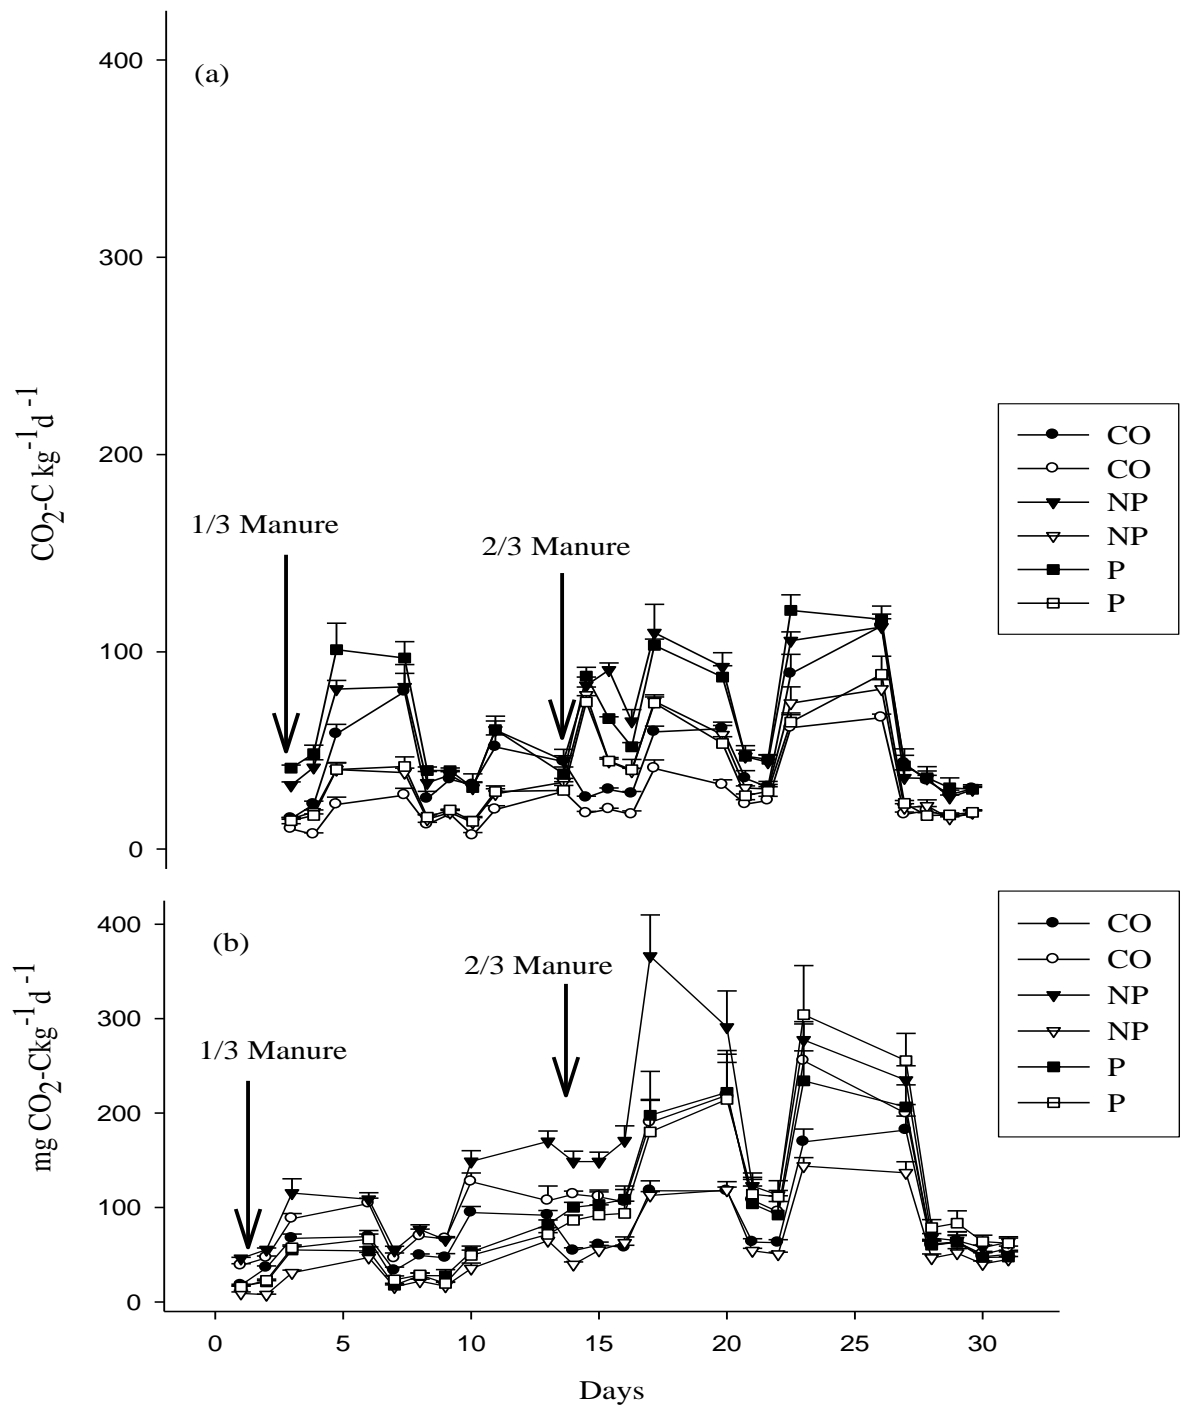 400
(a)
300
200
100
0
CO₂-C kg⁻¹d ⁻¹
1/3 Manure
2/3 Manure
CO
CO
NP
NP
P
P
400
(b)
300
200
100
0
mg CO₂-Ckg⁻¹d⁻¹
2/3 Manure
1/3 Manure
CO
CO
NP
NP
P
P
0 5 10 15 20 25 30
Days